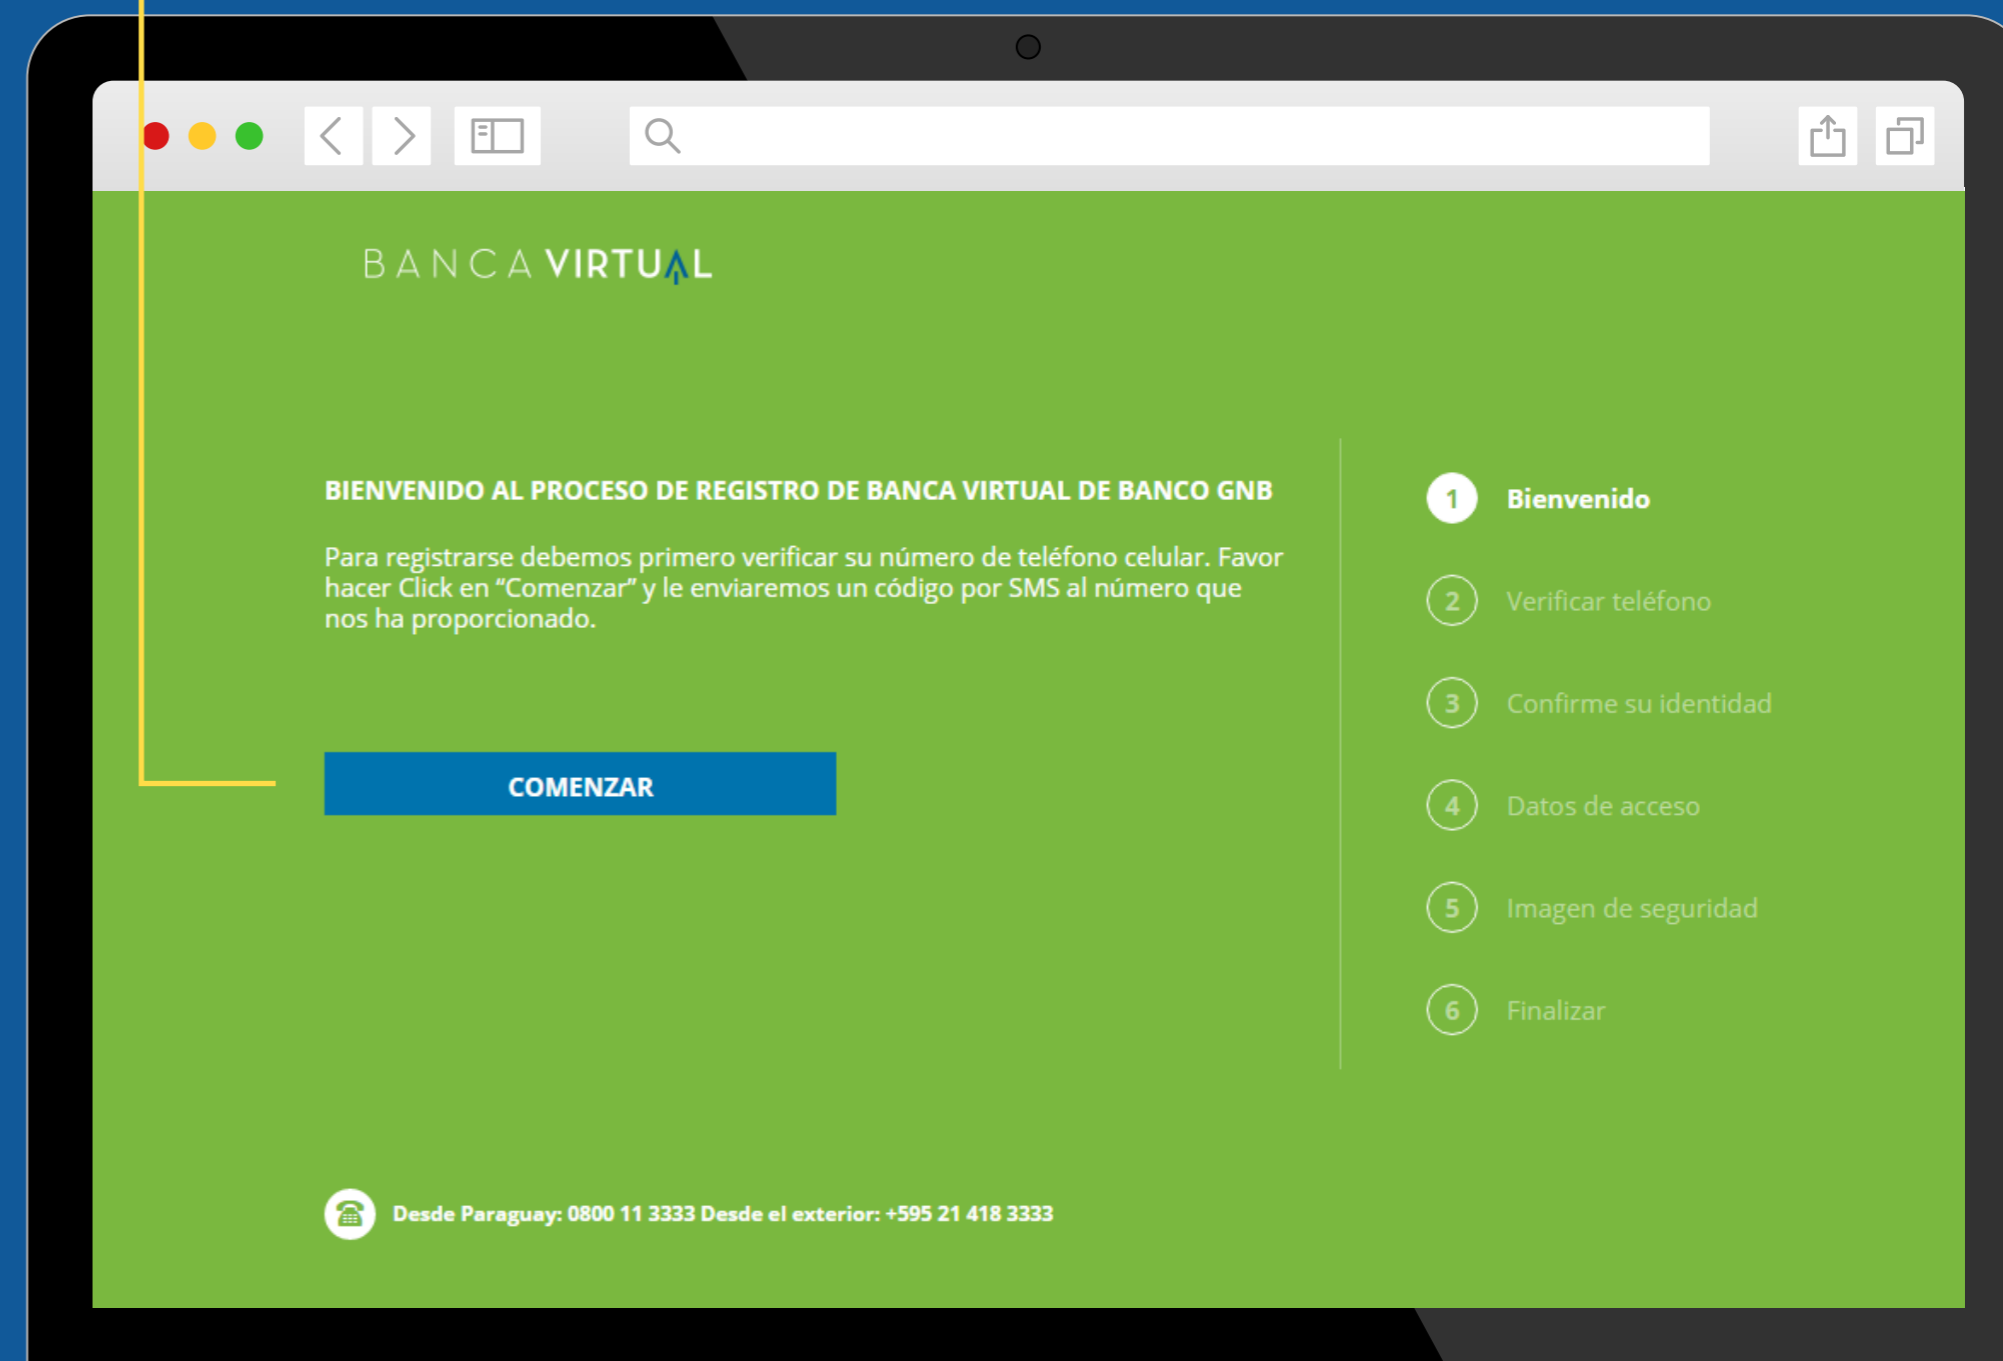 BANCA VIRTUAL
BIENVENIDO AL PROCESO DE REGISTRO DE BANCA VIRTUAL DE BANCO GNB
Para registrarse debemos primero verificar su número de teléfono celular. Favor
hacer Click en “Comenzar” y le enviaremos un código por SMS al número que
nos ha proporcionado.
COMENZAR
1 Bienvenido
2 Verificar teléfono
3 Confirme su identidad
4 Datos de acceso
5 Imagen de seguridad
6 Finalizar
Desde Paraguay: 0800 11 3333 Desde el exterior: +595 21 418 3333